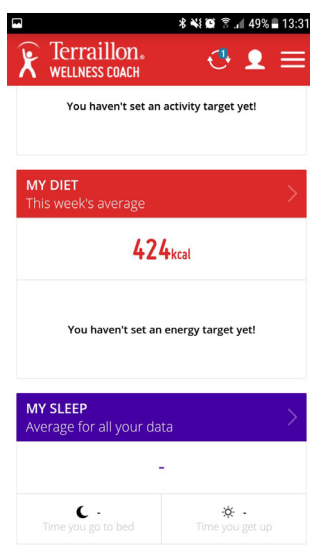 49% 13:31
Terraillon®
WELLNESS COACH
1
You haven't set an activity target yet!
MY DIET
This week's average
424 kcal
You haven't set an energy target yet!
MY SLEEP
Average for all your data
-
-
Time you go to bed
-
Time you get up